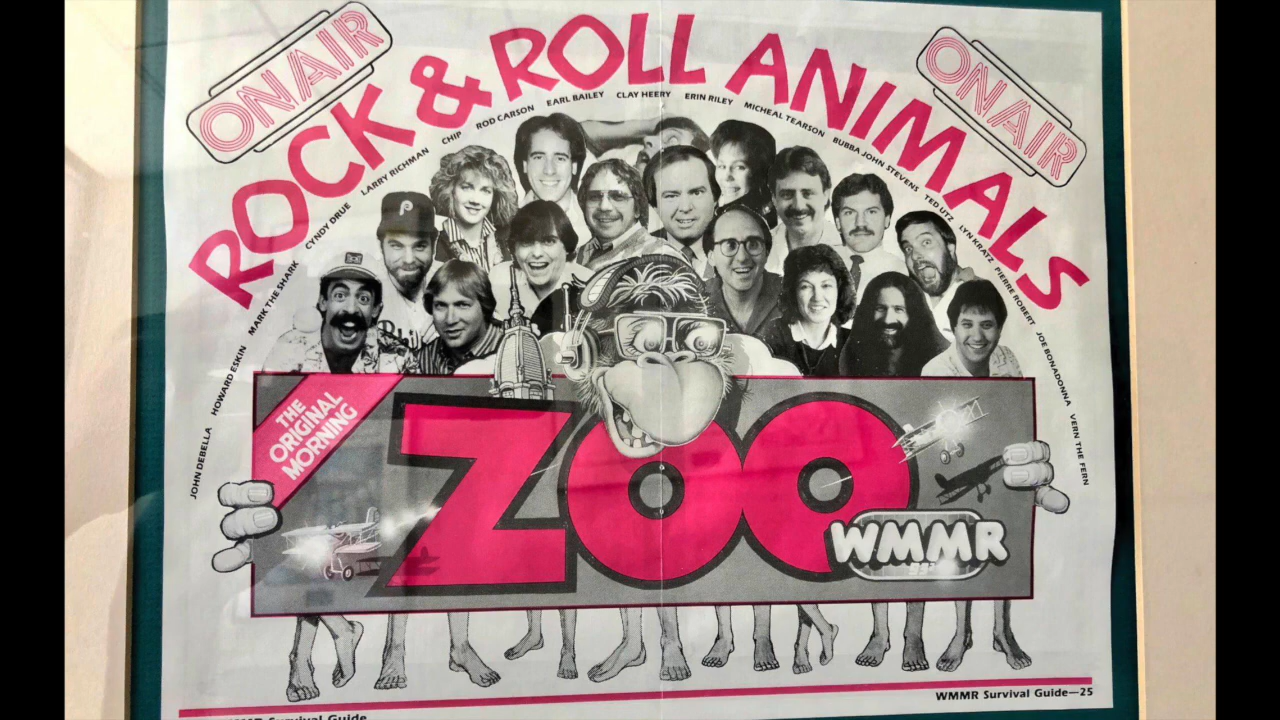 ON AIR
ROCK & ROLL ANIMALS
ON AIR
JOHN DEBELLA HOWARD ESKIN MARK THE SHARK CYNDY DRUE LARRY RICHMAN CHIP ROD CARSON EARL BAILEY CLAY HEERY ERIN RILEY MICHEAL TEARSON BUBBA JOHN STEVENS TED UTZ LYN KRATZ PIERRE ROBERT JOE BONADONNA VERN THE FERN
P
THE
ORIGINAL
MORNING
ZOO
WMMR
WMMR Survival Guide—25
Survival Guide